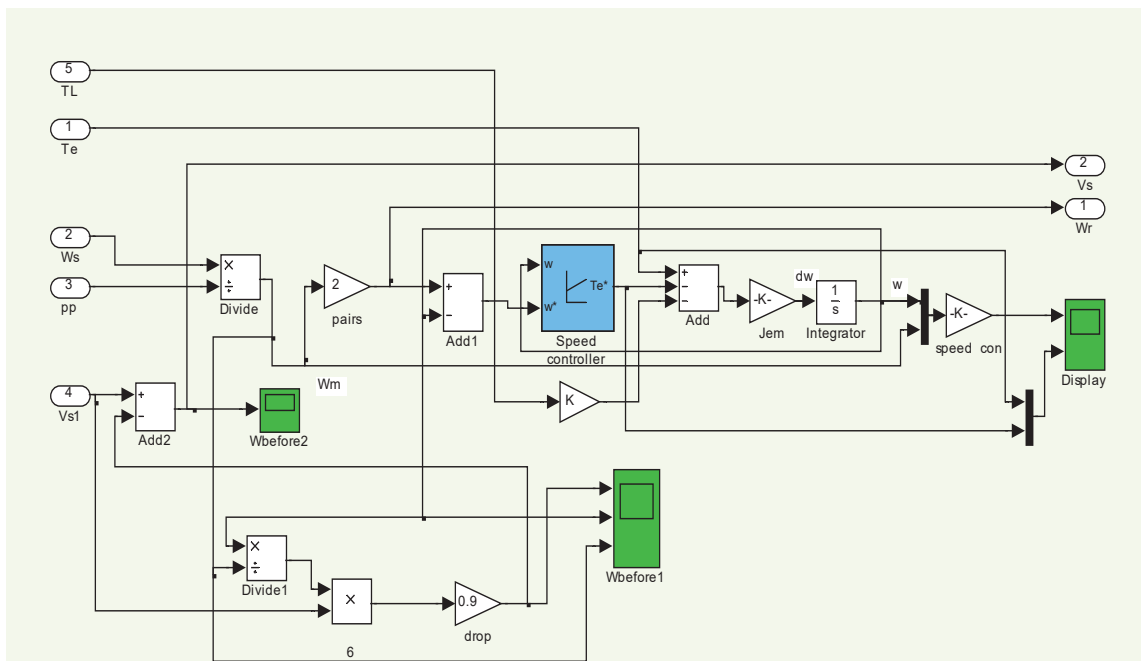 5
TL
1
Te
2
Vs
1
Wr
2
Ws
3
pp
×
÷
Divide
2
pairs
+
−
Add1
w
w*
Te*
Speed
controller
+
−
−
Add
-K-
Jem
dw
1
s
Integrator
w
-K-
speed con
Display
Wm
4
Vs1
+
−
Add2
Wbefore2
K
×
÷
Divide1
×
0.9
drop
Wbefore1
6